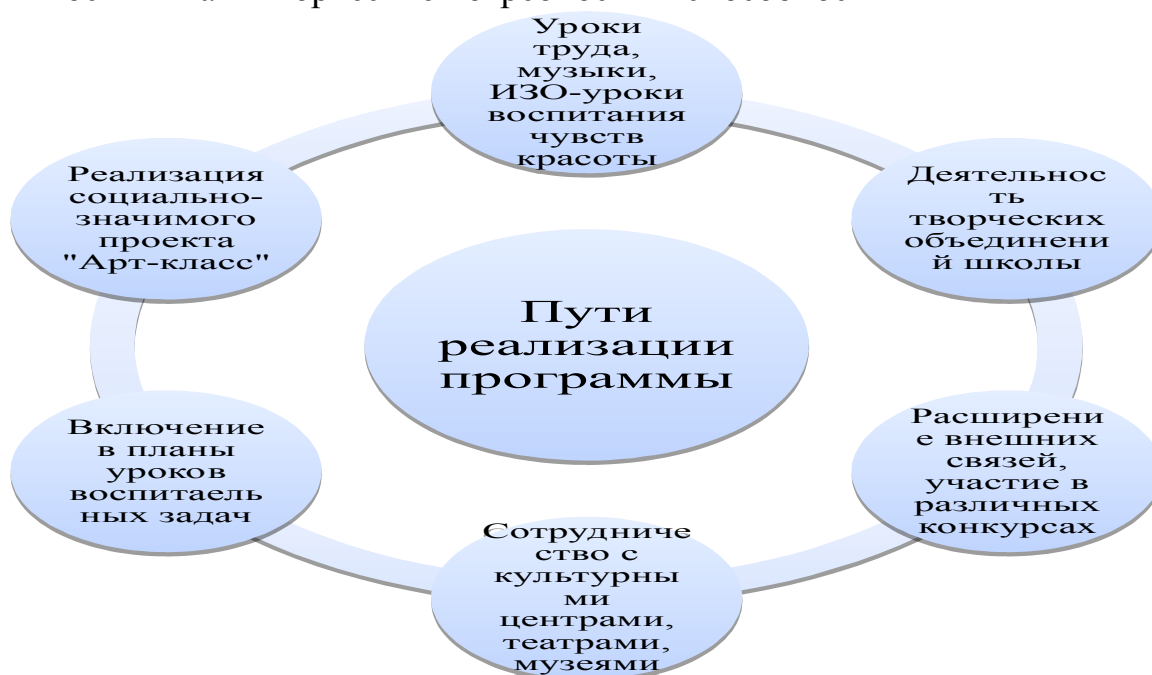 Уроки
труда,
музыки,
ИЗО-уроки
воспитания
чувств
красоты
Деятельнос
ть
творческих
объединени
й школы
Расширени
е внешних
связей,
участие в
различных
конкурсах
Сотрудниче
ство с
культурны
ми
центрами,
театрами,
музеями
Включение
в планы
уроков
воспитаель
ных задач
Реализация
социально-
значимого
проекта
"Арт-класс"
Пути
реализации
программы